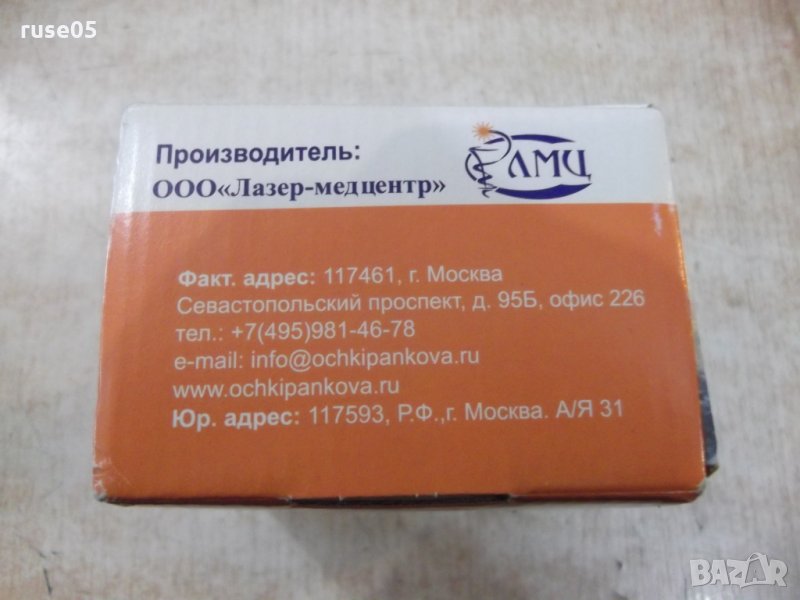 ruse05
Производитель:
ООО«Лазер-медцентр»
ЛМЦ
Факт. адрес: 117461, г. Москва
Севастопольский проспект, д. 95Б, офис 226
тел.: +7(495)981-46-78
e-mail: info@ochkipankova.ru
www.ochkipankova.ru
Юр. адрес: 117593, Р.Ф.,г. Москва. А/Я 31
BAZAR